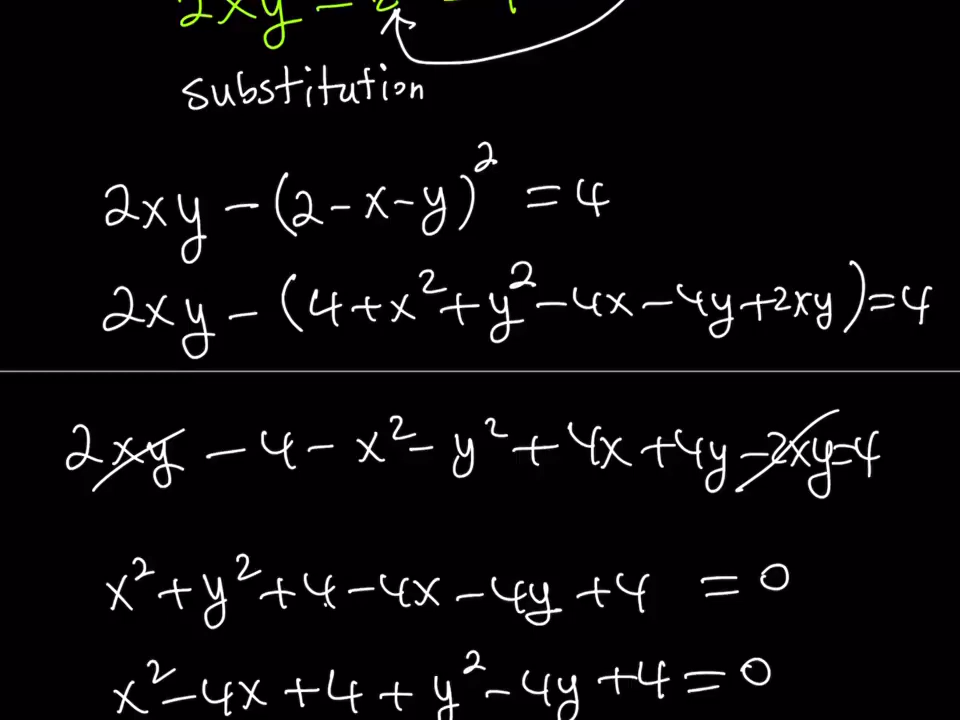 2xy -
substitution
2xy - (2 - x - y)² = 4
2xy - (4 + x² + y² - 4x - 4y + 2xy) = 4
2xy - 4 - x² - y² + 4x + 4y - 2xy = 4
x² + y² + 4 - 4x - 4y + 4 = 0
x² - 4x + 4 + y² - 4y + 4 = 0